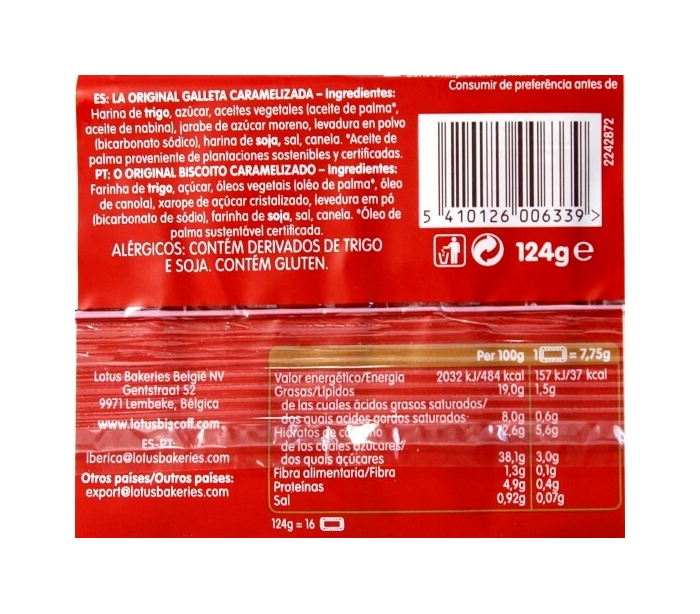 Consumir de preferência antes de
ES: LA ORIGINAL GALLETA CARAMELIZADA – Ingredientes:
Harina de trigo, azúcar, aceites vegetales (aceite de palma*,
aceite de nabina), jarabe de azúcar moreno, levadura en polvo
(bicarbonato sódico), harina de soja, sal, canela. *Aceite de
palma proveniente de plantaciones sostenibles y certificadas.
PT: O ORIGINAL BISCOITO CARAMELIZADO – Ingredientes:
Farinha de trigo, açúcar, óleos vegetais (olêo de palma*, óleo
de canola), xarope de açúcar cristalizado, levedura em pó
(bicarbonato de sódio), farinha de soja, sal, canela. *Óleo de
palma sustentável certificada.
ALÉRGICOS: CONTÉM DERIVADOS DE TRIGO
E SOJA. CONTÉM GLUTEN.
2242872
5 410126 006339 >
124g e
Lotus Bakeries België NV
Gentstraat 52
9971 Lembeke, Bélgica
www.lotusbiscoff.com
ES-PT-
iberica@lotusbakeries.com
Otros países/Outros países:
export@lotusbakeries.com
Per 100g 1 = 7,75g
Valor energético/Energia 2032 kJ/484 kcal 157 kJ/37 kcal
Grasas/Lípidos 19,0g 1,5g
de las cuales ácidos grasos saturados/
dos quais ácidos gordos saturados 8,0g 0,6g
Hidratos de 72,6g 5,6g
de los cuales azúcares/
dos quais açúcares 38,1g 3,0g
Fibra alimentaria/Fibra 1,3g 0,1g
Proteínas 4,9g 0,4g
Sal 0,92g 0,07g
124g = 16